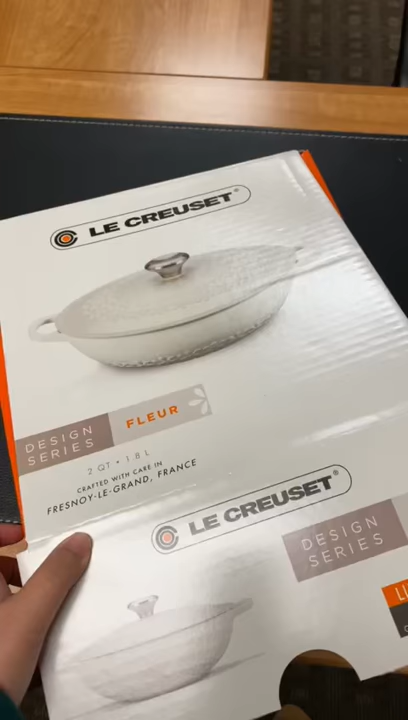 LE CREUSET®
DESIGN
SERIES
FLEUR
2 QT • 1.8 L
CRAFTED WITH CARE IN
FRESNOY-LE-GRAND, FRANCE
LE CREUSET®
DESIGN
SERIES